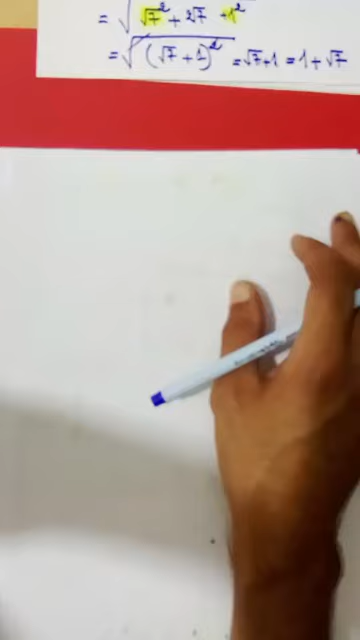 = √(√7² + 2√7 + 1²)
= √(√7 + 1)² = √7+1 = 1+√7